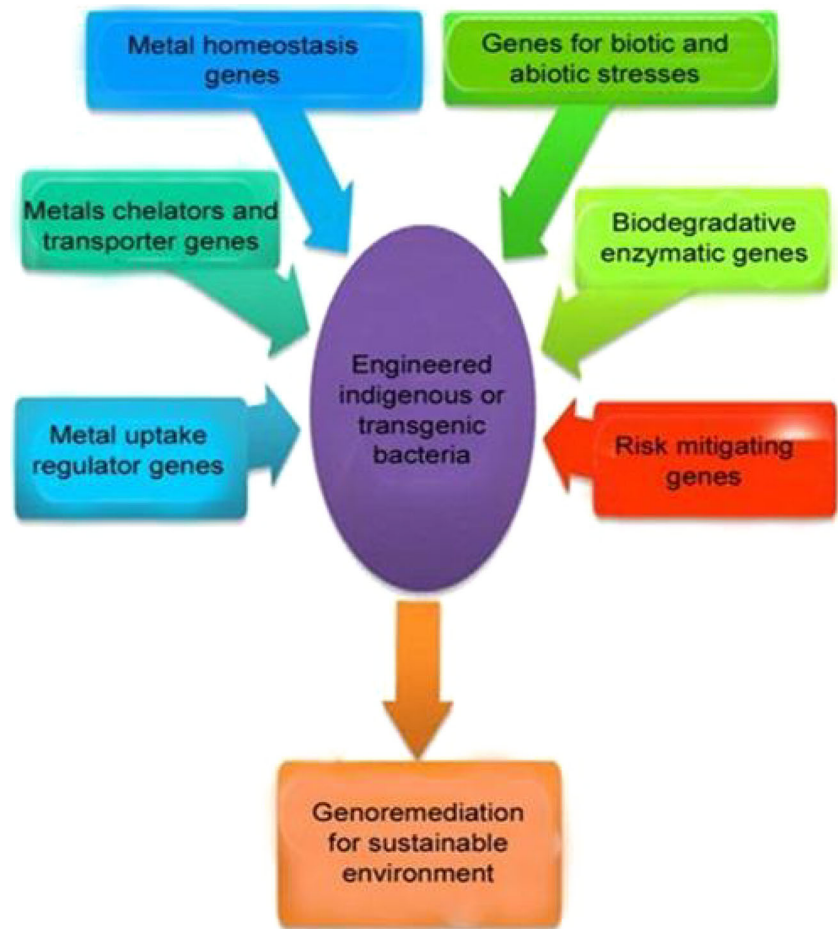 Metal homeostasis
genes
Genes for biotic and
abiotic stresses
Metals chelators and
transporter genes
Biodegradative
enzymatic genes
Engineered
indigenous or
transgenic
bacteria
Metal uptake
regulator genes
Risk mitigating
genes
Genoremediation
for sustainable
environment